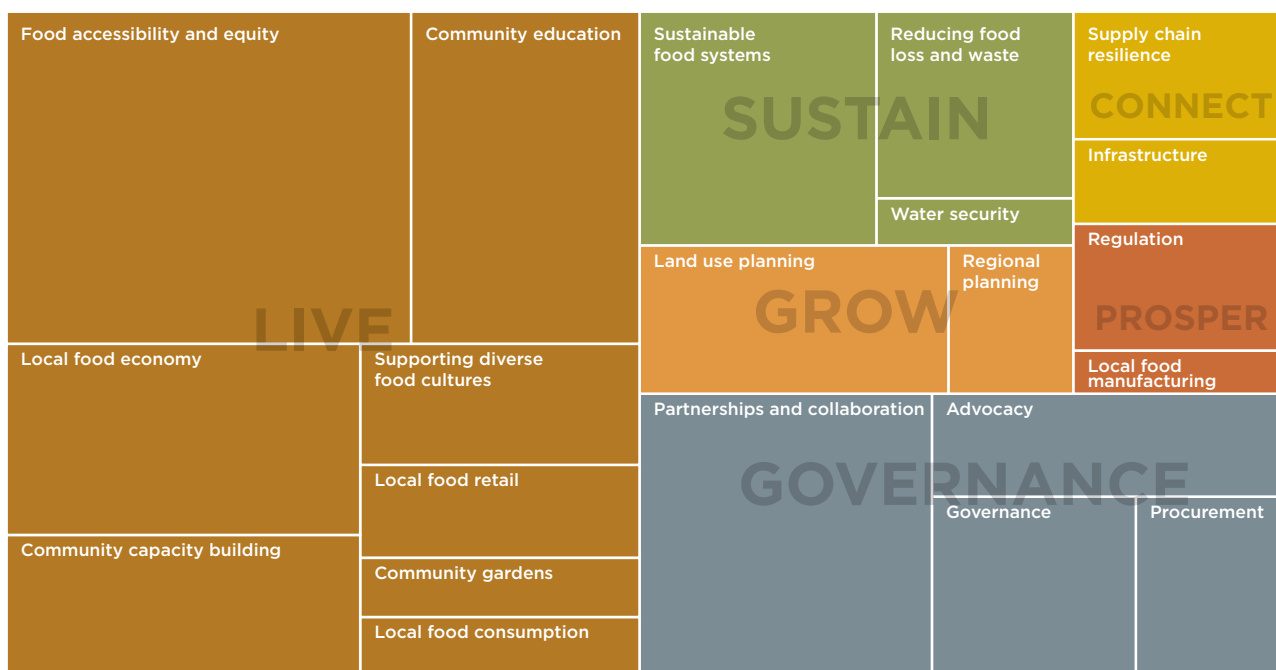 Food accessibility and equity
Community education
LIVE
Local food economy
Supporting diverse
food cultures
Local food retail
Community capacity building
Community gardens
Local food consumption
Sustainable
food systems
Reducing food
loss and waste
SUSTAIN
Water security
Land use planning
Regional
planning
GROW
Supply chain
resilience
CONNECT
Infrastructure
Regulation
PROSPER
Local food
manufacturing
Partnerships and collaboration
Advocacy
GOVERNANCE
Governance
Procurement